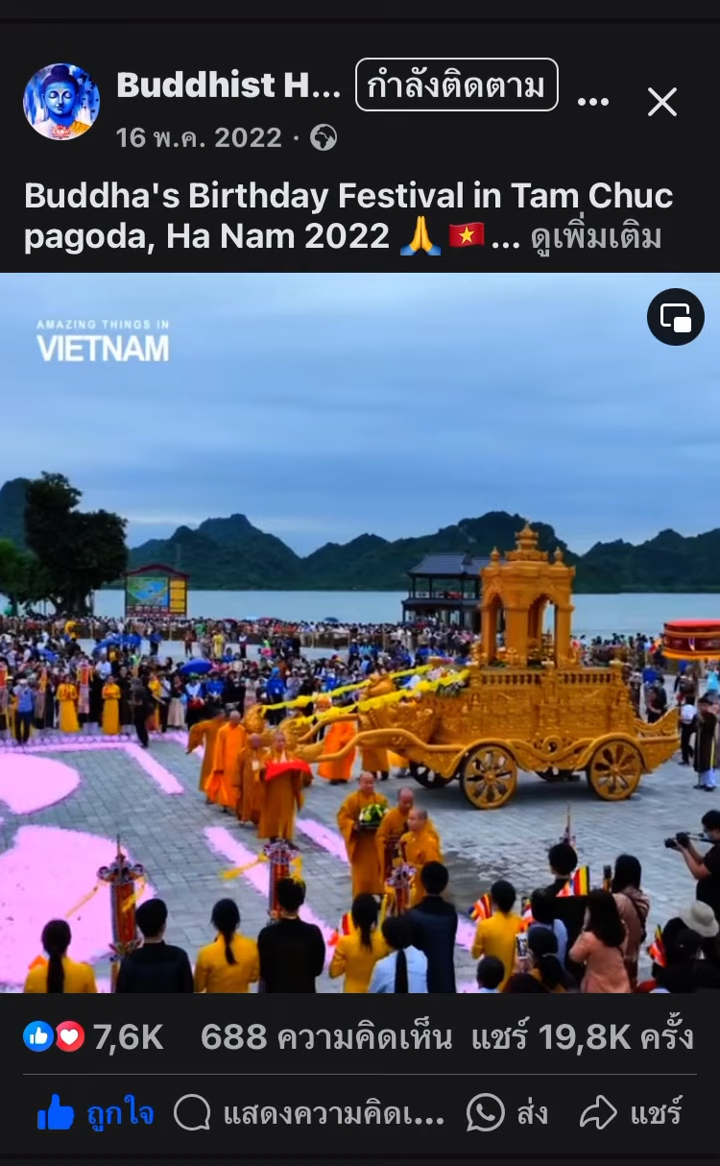 Buddhist H... กำลังติดตาม
16 พ.ค. 2022 ·
Buddha's Birthday Festival in Tam Chuc
pagoda, Ha Nam 2022 🙏🇻🇳... ดูเพิ่มเติม
AMAZING THINGS IN
VIETNAM
7,6K 688 ความคิดเห็น แชร์ 19,8K ครั้ง
ถูกใจ แสดงความคิดเ... ส่ง แชร์